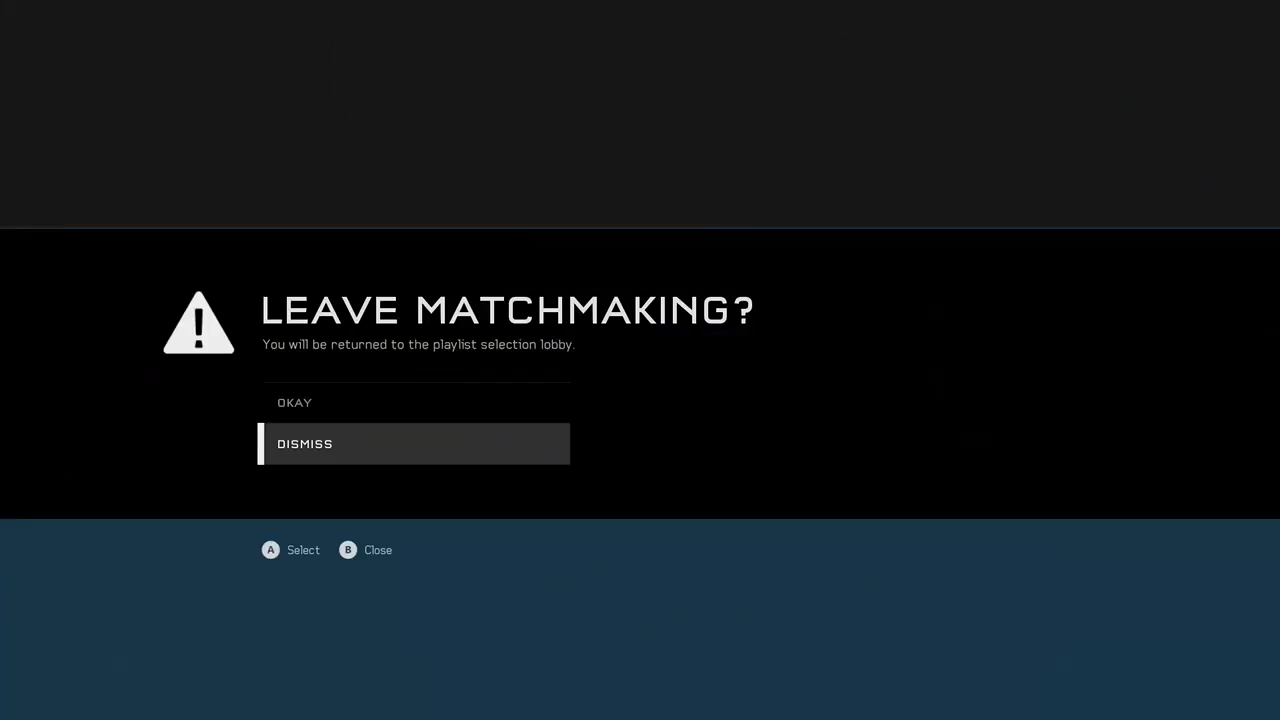 LEAVE MATCHMAKING?
You will be returned to the playlist selection lobby.
OKAY
DISMISS
A Select B Close